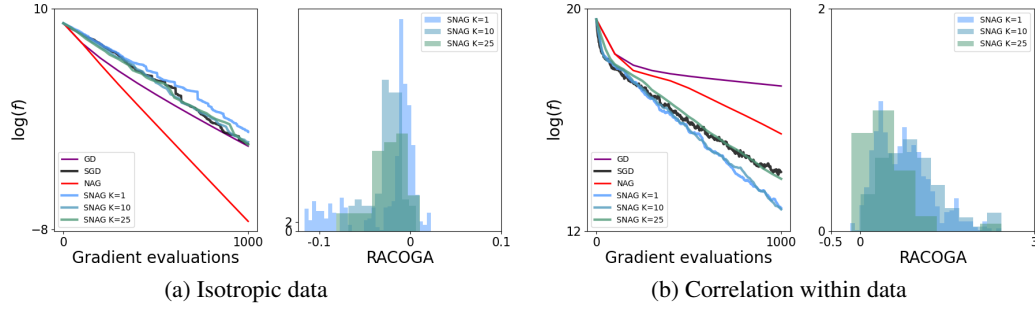 10
log(f)
-8
GD
SGD
NAG
SNAG K=1
SNAG K=10
SNAG K=25
0
1000
Gradient evaluations
SNAG K=1
SNAG K=10
SNAG K=25
2
0
-0.1
0
0.1
RACOGA
(a) Isotropic data
20
log(f)
12
GD
SGD
NAG
SNAG K=1
SNAG K=10
SNAG K=25
0
1000
Gradient evaluations
2
SNAG K=1
SNAG K=10
SNAG K=25
1
0
-0.5
0
3
RACOGA
(b) Correlation within data